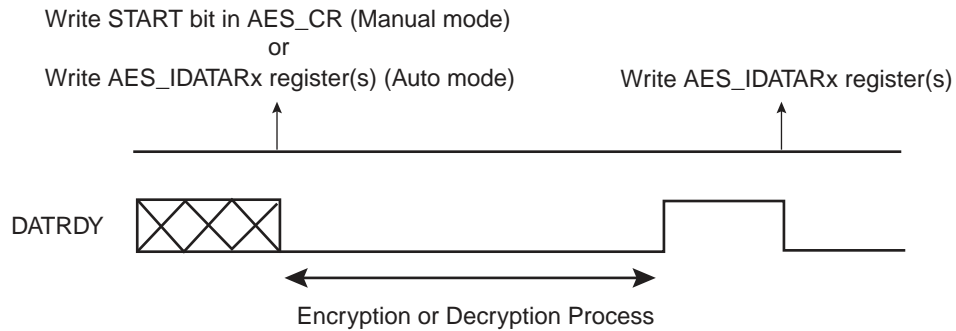 Write START bit in AES_CR (Manual mode)
or
Write AES_IDATARx register(s) (Auto mode)
Write AES_IDATARx register(s)
DATRDY
Encryption or Decryption Process